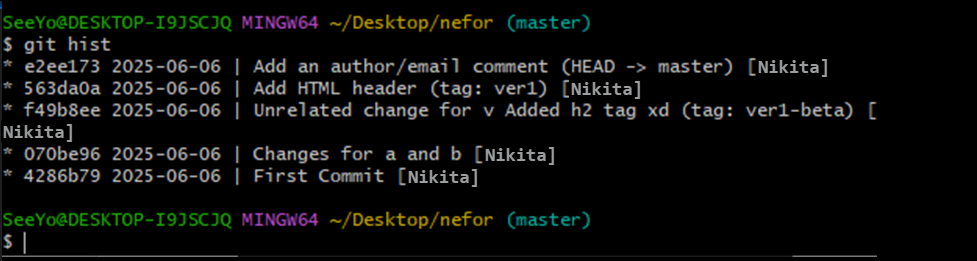 SeeYo@DESKTOP-I9JSCJQ MINGW64 ~/Desktop/nefor (master)
$ git hist
* e2ee173 2025-06-06 | Add an author/email comment (HEAD -> master) [Nikita]
* 563da0a 2025-06-06 | Add HTML header (tag: ver1) [Nikita]
* f49b8ee 2025-06-06 | Unrelated change for v Added h2 tag xd (tag: ver1-beta) [
Nikita]
* 070be96 2025-06-06 | Changes for a and b [Nikita]
* 4286b79 2025-06-06 | First Commit [Nikita]
SeeYo@DESKTOP-I9JSCJQ MINGW64 ~/Desktop/nefor (master)
$